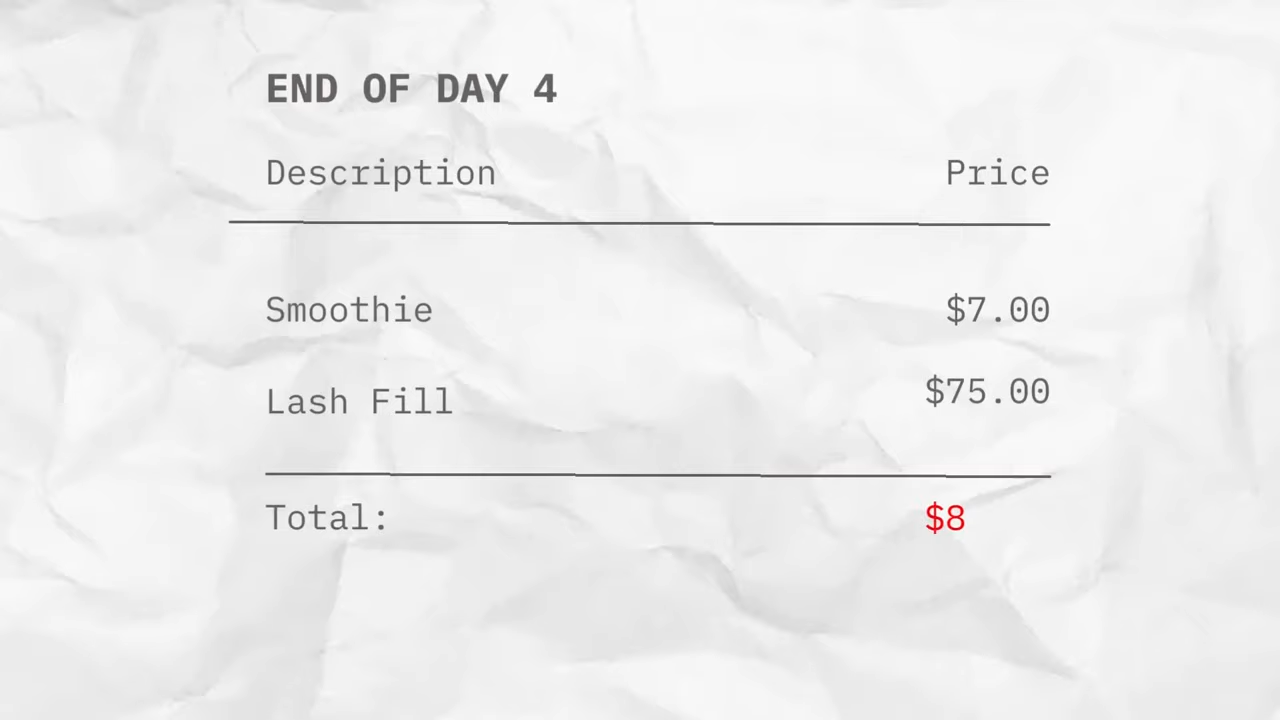 END OF DAY 4
Description Price
Smoothie $7.00
Lash Fill $75.00
Total: $8